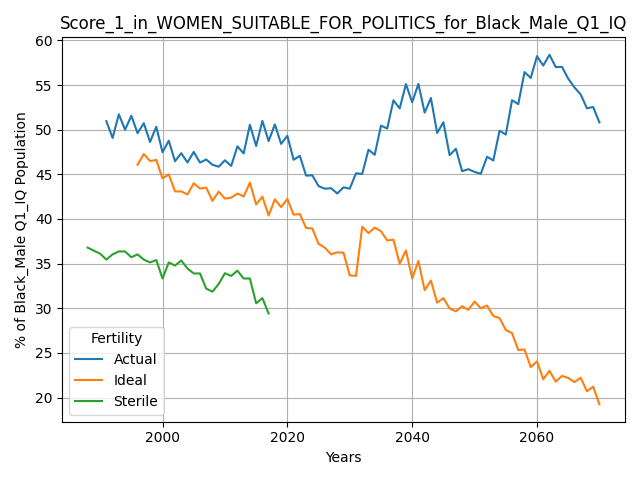 Score_1_in_WOMEN_SUITABLE_FOR_POLITICS_for_Black_Male_Q1_IQ
% of Black_Male Q1_IQ Population
60
55
50
45
40
35
30
25
20
Fertility
Actual
Ideal
Sterile
2000 2020 2040 2060
Years